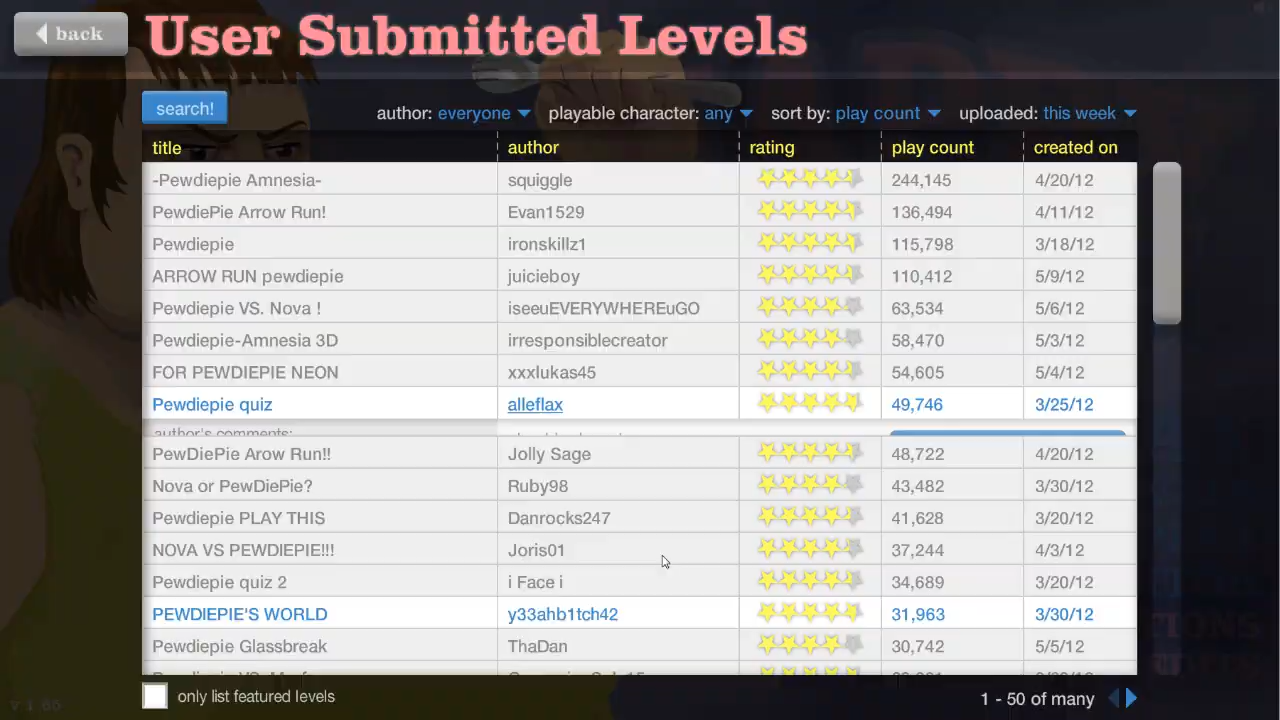 back
User Submitted Levels
search!
author: everyone playable character: any sort by: play count uploaded: this week
title author rating play count created on
-Pewdiepie Amnesia- squiggle 244,145 4/20/12
PewdiePie Arrow Run! Evan1529 136,494 4/11/12
Pewdiepie ironskillz1 115,798 3/18/12
ARROW RUN pewdiepie juicieboy 110,412 5/9/12
Pewdiepie VS. Nova ! iseeuEVERYWHEREuGO 63,534 5/6/12
Pewdiepie-Amnesia 3D irresponsiblecreator 58,470 5/3/12
FOR PEWDIEPIE NEON xxxlukas45 54,605 5/4/12
Pewdiepie quiz alleflax 49,746 3/25/12
author's comments:
PewDiePie Arow Run!! Jolly Sage 48,722 4/20/12
Nova or PewDiePie? Ruby98 43,482 3/30/12
Pewdiepie PLAY THIS Danrocks247 41,628 3/20/12
NOVA VS PEWDIEPIE!!! Joris01 37,244 4/3/12
Pewdiepie quiz 2 i Face i 34,689 3/20/12
PEWDIEPIE'S WORLD y33ahb1tch42 31,963 3/30/12
Pewdiepie Glassbreak ThaDan 30,742 5/5/12
only list featured levels
1 - 50 of many